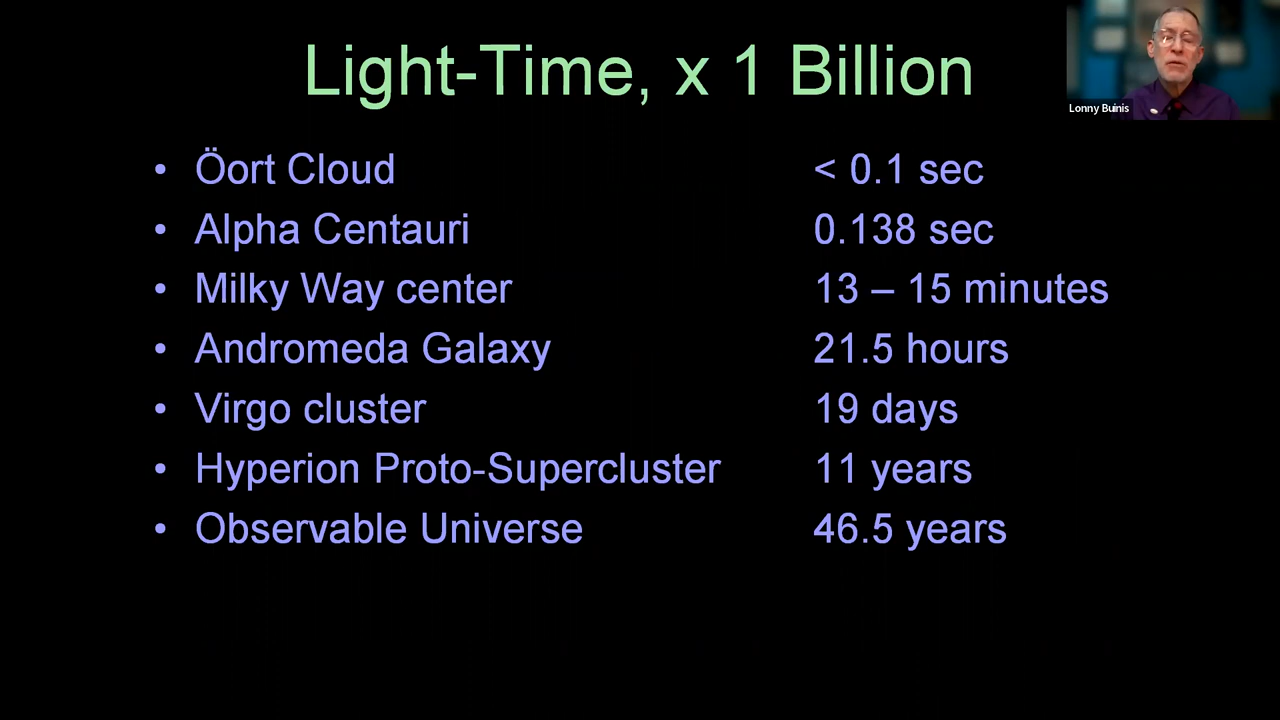 Light-Time, x 1 Billion
Lonny Buinis
• Öort Cloud < 0.1 sec
• Alpha Centauri 0.138 sec
• Milky Way center 13 – 15 minutes
• Andromeda Galaxy 21.5 hours
• Virgo cluster 19 days
• Hyperion Proto-Supercluster 11 years
• Observable Universe 46.5 years